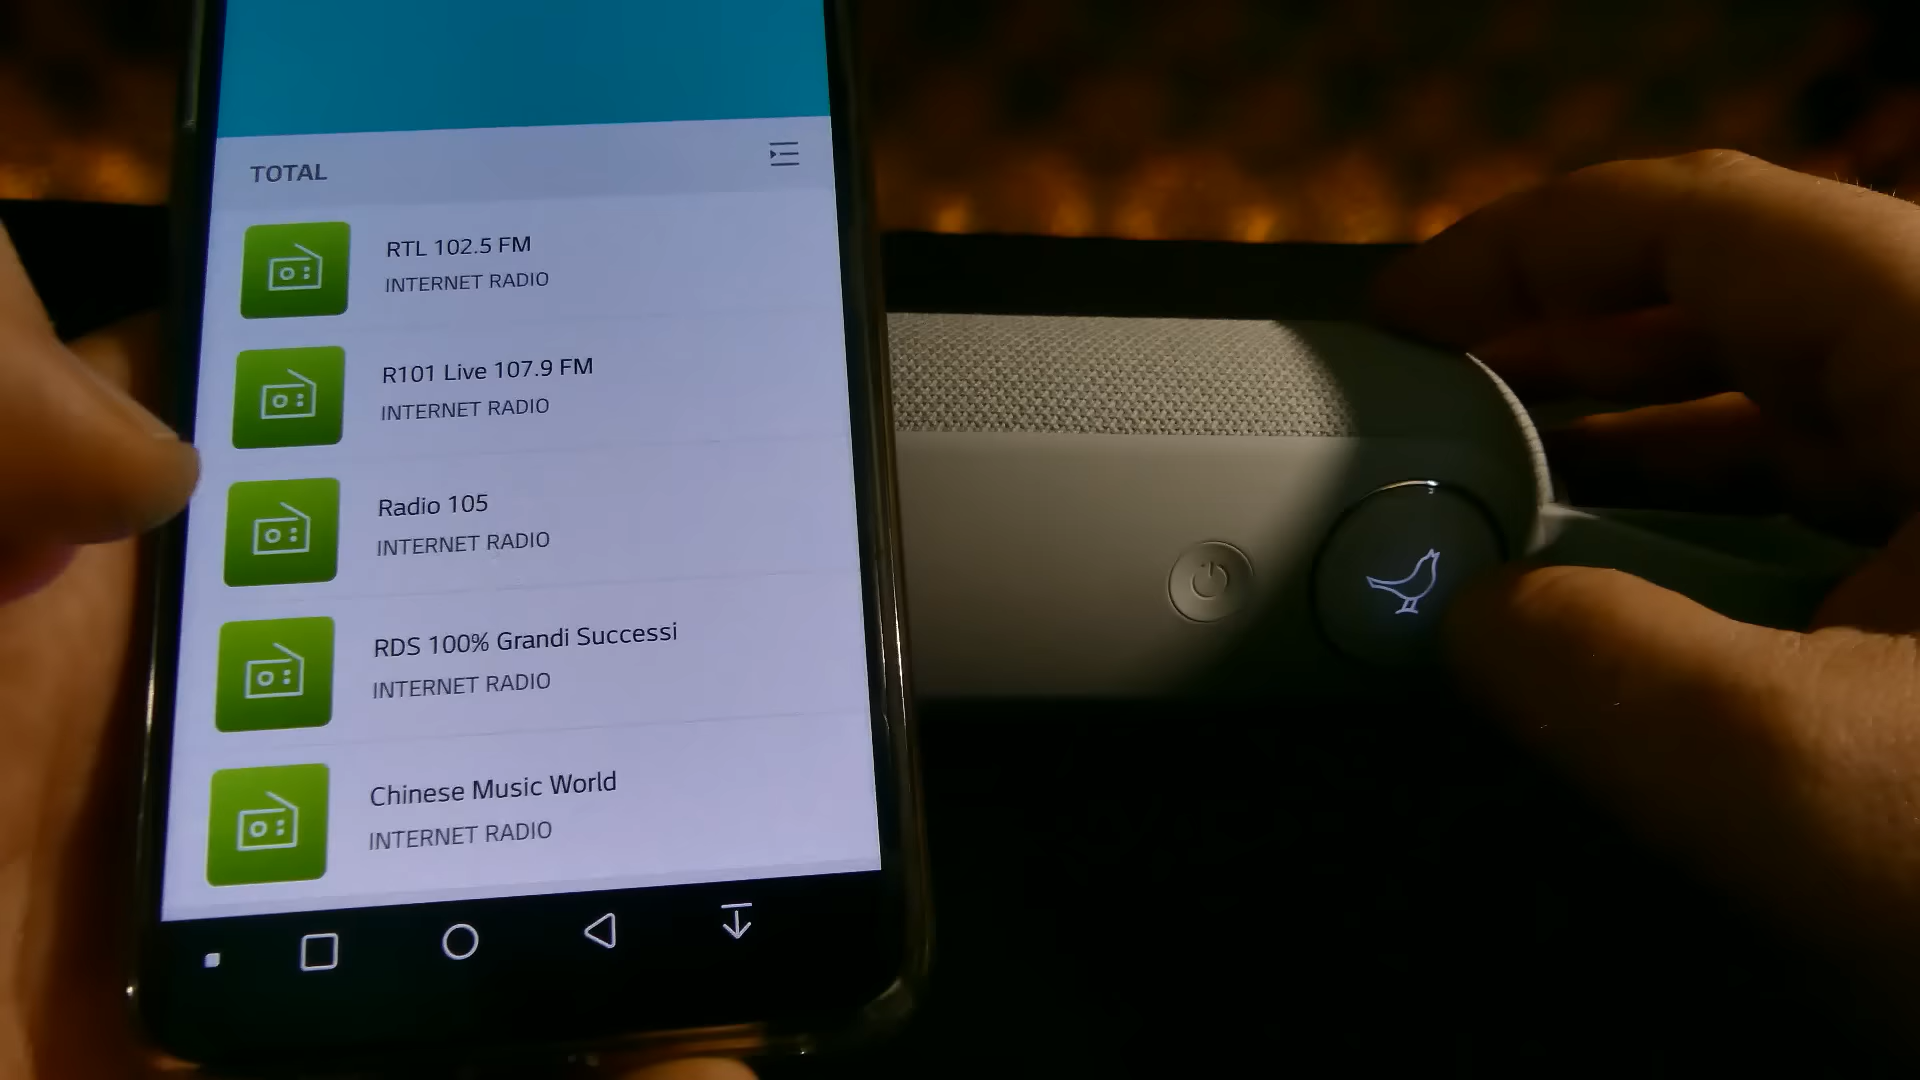 TOTAL
RTL 102.5 FM
INTERNET RADIO
R101 Live 107.9 FM
INTERNET RADIO
Radio 105
INTERNET RADIO
RDS 100% Grandi Successi
INTERNET RADIO
Chinese Music World
INTERNET RADIO